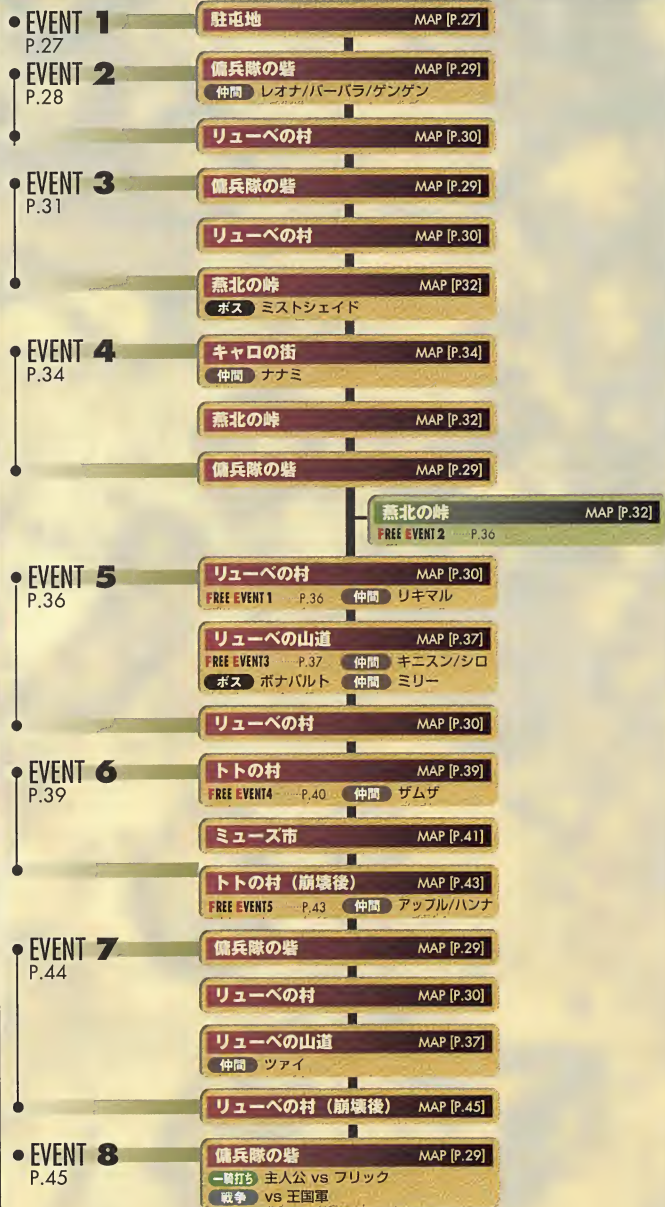 EVENT 1
P.27
駐屯地 MAP [P.27]
EVENT 2
P.28
傭兵隊の砦 MAP [P.29]
仲間 レオナ/バーバラ/ゲンゲン
リューベの村 MAP [P.30]
EVENT 3
P.31
傭兵隊の砦 MAP [P.29]
リューベの村 MAP [P.30]
燕北の峠 MAP [P32]
ボス ミストシェイド
EVENT 4
P.34
キャロの街 MAP [P.34]
仲間 ナナミ
燕北の峠 MAP [P.32]
傭兵隊の砦 MAP [P.29]
燕北の峠 MAP [P.32]
FREE EVENT 2 P.36
EVENT 5
P.36
リューベの村 MAP [P.30]
FREE EVENT 1 P.36 仲間 リキマル
リューベの山道 MAP [P.37]
FREE EVENT3 P.37 仲間 キニスン/シロ
ボス ボナパルト 仲間 ミリー
リューベの村 MAP [P.30]
EVENT 6
P.39
トトの村 MAP [P.39]
FREE EVENT4 P.40 仲間 ザムザ
ミューズ市 MAP [P.41]
トトの村（崩壊後） MAP [P.43]
FREE EVENT5 P.43 仲間 アップル/ハンナ
EVENT 7
P.44
傭兵隊の砦 MAP [P.29]
リューベの村 MAP [P.30]
リューベの山道 MAP [P.37]
仲間 ツァイ
リューベの村（崩壊後） MAP [P.45]
EVENT 8
P.45
傭兵隊の砦 MAP [P.29]
一騎打ち 主人公 vs フリック
戦争 vs 王国軍